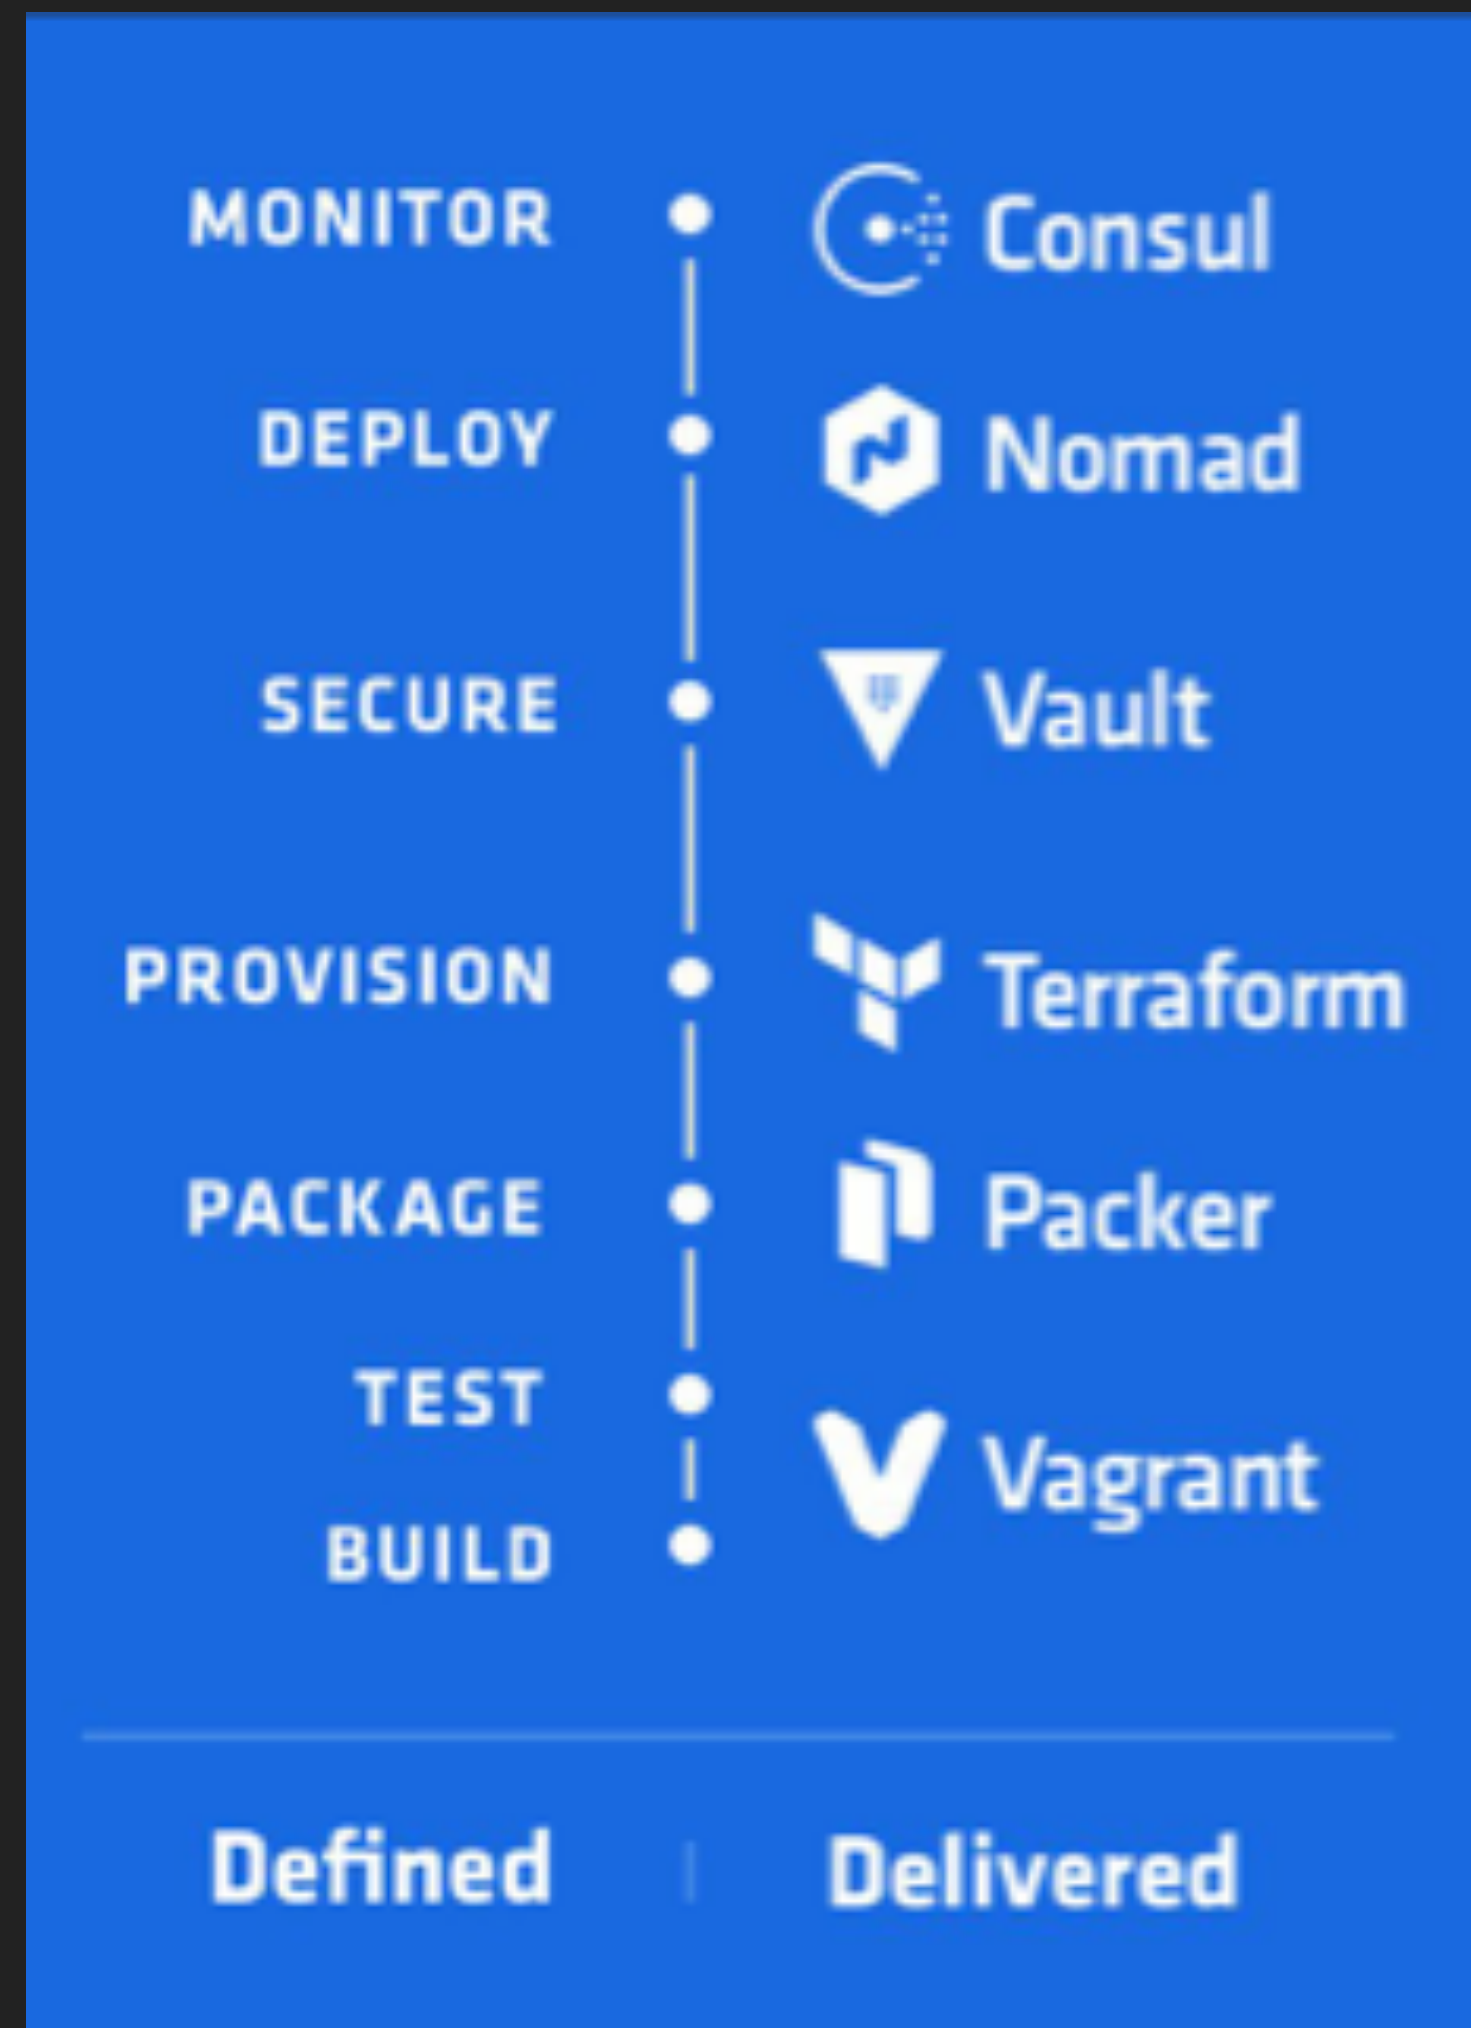 MONITOR Consul
DEPLOY Nomad
SECURE Vault
PROVISION Terraform
PACKAGE Packer
TEST
Vagrant
BUILD
Defined Delivered